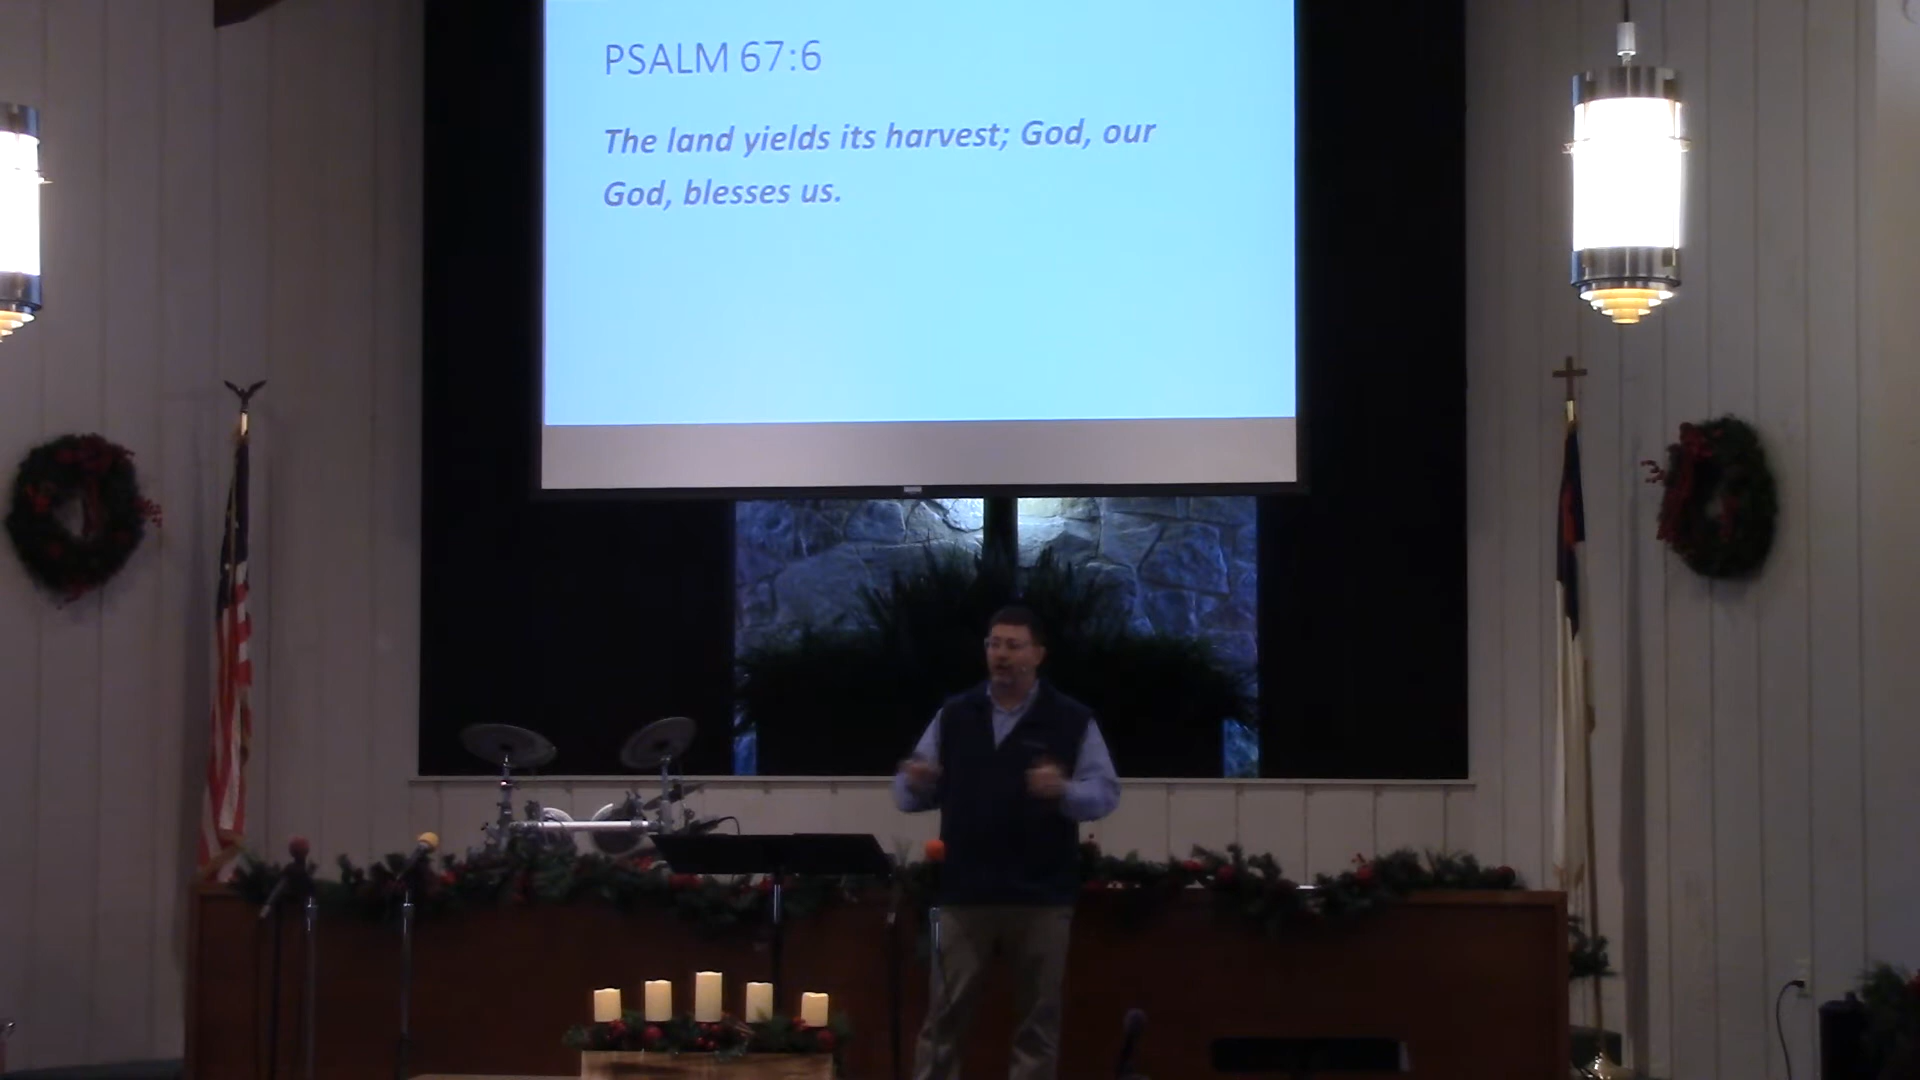 PSALM 67:6
The land yields its harvest; God, our
God, blesses us.